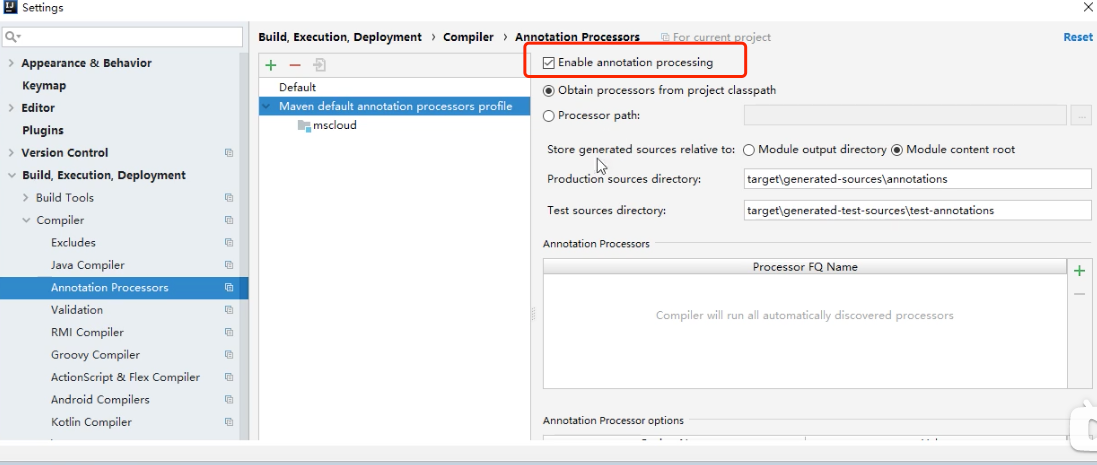 Settings
Build, Execution, Deployment › Compiler › Annotation Processors For current project Reset
Appearance & Behavior
Keymap
Editor
Plugins
Version Control
Build, Execution, Deployment
Build Tools
Compiler
Excludes
Java Compiler
Annotation Processors
Validation
RMI Compiler
Groovy Compiler
ActionScript & Flex Compiler
Android Compilers
Kotlin Compiler
Default
Maven default annotation processors profile
mscloud
Enable annotation processing
Obtain processors from project classpath
Processor path:
...
Store generated sources relative to: Module output directory Module content root
Production sources directory: target\generated-sources\annotations
Test sources directory: target\generated-test-sources\test-annotations
Annotation Processors
Processor FQ Name
Compiler will run all automatically discovered processors
Annotation Processor options